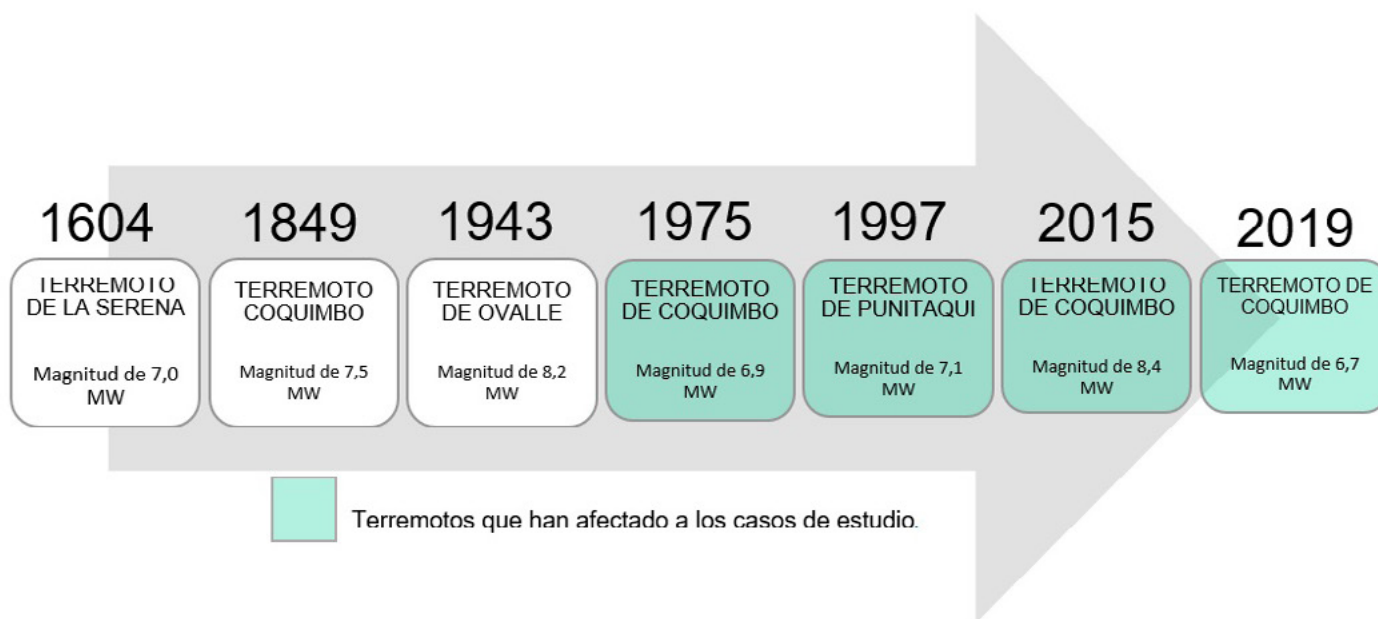 1604
TERREMOTO
DE LA SERENA
Magnitud de 7,0
MW
1849
TERREMOTO
COQUIMBO
Magnitud de 7,5
MW
1943
TERREMOTO
DE OVALLE
Magnitud de 8,2
MW
1975
TERREMOTO
DE COQUIMBO
Magnitud de 6,9
MW
1997
TERREMOTO
DE PUNITAQUI
Magnitud de 7,1
MW
2015
TERREMOTO
DE COQUIMBO
Magnitud de 8,4
MW
2019
TERREMOTO DE
COQUIMBO
Magnitud de 6,7
MW
Terremotos que han afectado a los casos de estudio.